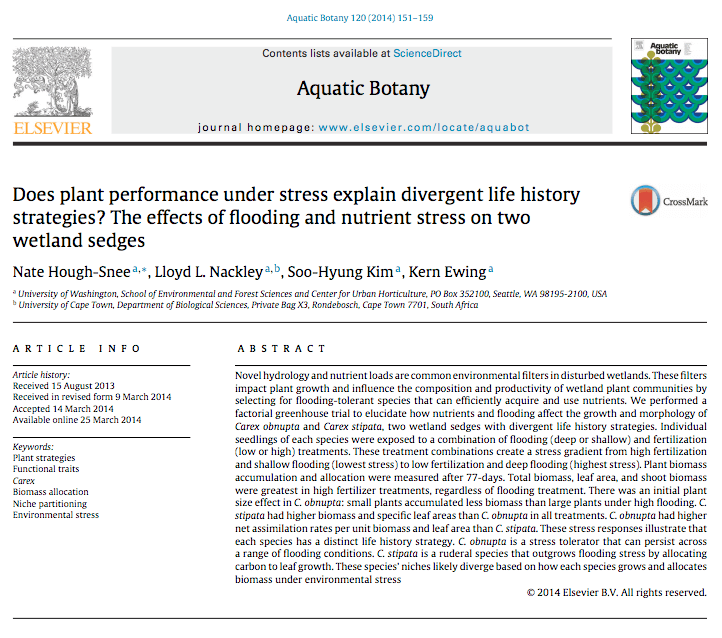 Aquatic Botany 120 (2014) 151–159
Contents lists available at ScienceDirect
Aquatic Botany
journal homepage: www.elsevier.com/locate/aquabot
ELSEVIER
Aquatic
botany
CrossMark
Does plant performance under stress explain divergent life history
strategies? The effects of flooding and nutrient stress on two
wetland sedges
Nate Hough-Snee a,*, Lloyd L. Nackley a,b, Soo-Hyung Kim a, Kern Ewing a
a University of Washington, School of Environmental and Forest Sciences and Center for Urban Horticulture, PO Box 352100, Seattle, WA 98195-2100, USA
b University of Cape Town, Department of Biological Sciences, Private Bag X3, Rondebosch, Cape Town 7701, South Africa
ARTICLE INFO
Article history:
Received 15 August 2013
Received in revised form 9 March 2014
Accepted 14 March 2014
Available online 25 March 2014
Keywords:
Plant strategies
Functional traits
Carex
Biomass allocation
Niche partitioning
Environmental stress
ABSTRACT
Novel hydrology and nutrient loads are common environmental filters in disturbed wetlands. These filters
impact plant growth and influence the composition and productivity of wetland plant communities by
selecting for flooding-tolerant species that can efficiently acquire and use nutrients. We performed a
factorial greenhouse trial to elucidate how nutrients and flooding affect the growth and morphology of
Carex obnupta and Carex stipata, two wetland sedges with divergent life history strategies. Individual
seedlings of each species were exposed to a combination of flooding (deep or shallow) and fertilization
(low or high) treatments. These treatment combinations create a stress gradient from high fertilization
and shallow flooding (lowest stress) to low fertilization and deep flooding (highest stress). Plant biomass
accumulation and allocation were measured after 77-days. Total biomass, leaf area, and shoot biomass
were greatest in high fertilizer treatments, regardless of flooding treatment. There was an initial plant
size effect in C. obnupta: small plants accumulated less biomass than large plants under high flooding. C.
stipata had higher biomass and specific leaf areas than C. obnupta in all treatments. C. obnupta had higher
net assimilation rates per unit biomass and leaf area than C. stipata. These stress responses illustrate that
each species has a distinct life history strategy. C. obnupta is a stress tolerator that can persist across
a range of flooding conditions. C. stipata is a ruderal species that outgrows flooding stress by allocating
carbon to leaf growth. These species' niches likely diverge based on how each species grows and allocates
biomass under environmental stress
© 2014 Elsevier B.V. All rights reserved.